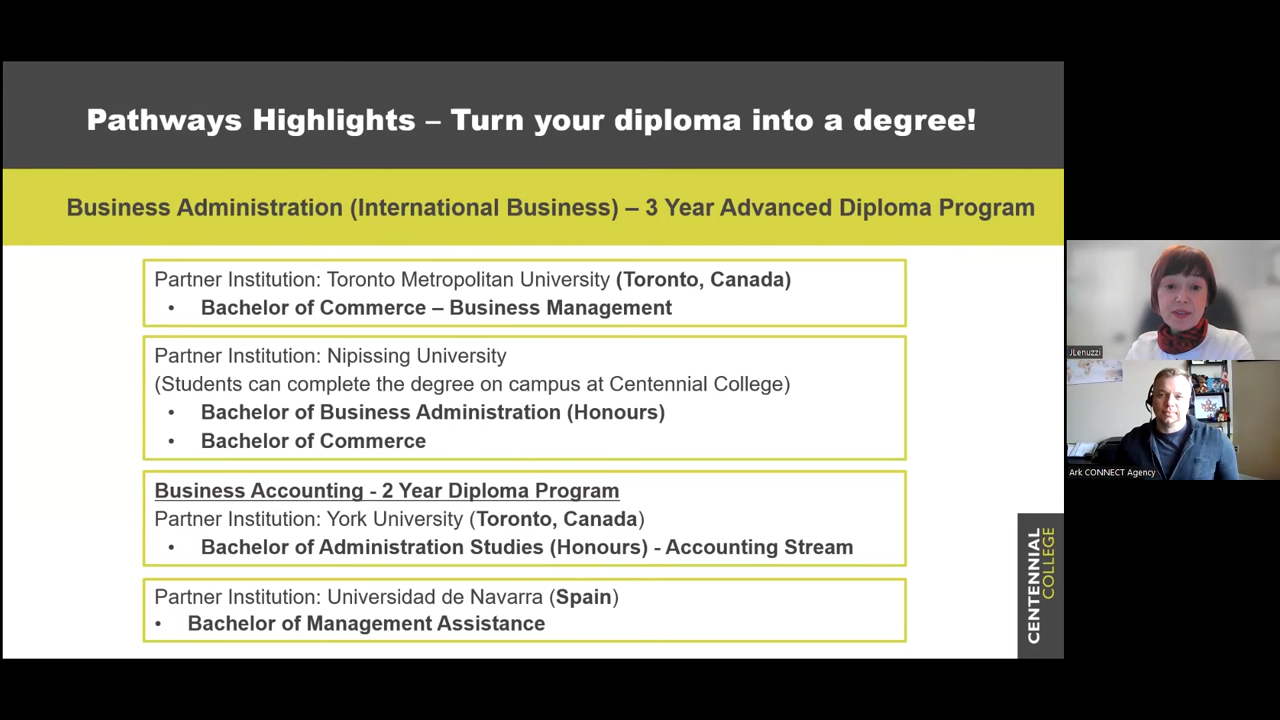 Pathways Highlights – Turn your diploma into a degree!
Business Administration (International Business) – 3 Year Advanced Diploma Program
Partner Institution: Toronto Metropolitan University (Toronto, Canada)
• Bachelor of Commerce – Business Management
Partner Institution: Nipissing University
(Students can complete the degree on campus at Centennial College)
• Bachelor of Business Administration (Honours)
• Bachelor of Commerce
Business Accounting - 2 Year Diploma Program
Partner Institution: York University (Toronto, Canada)
• Bachelor of Administration Studies (Honours) - Accounting Stream
Partner Institution: Universidad de Navarra (Spain)
• Bachelor of Management Assistance
CENTENNIAL
COLLEGE
JLenuzzi
Ark CONNECT Agency